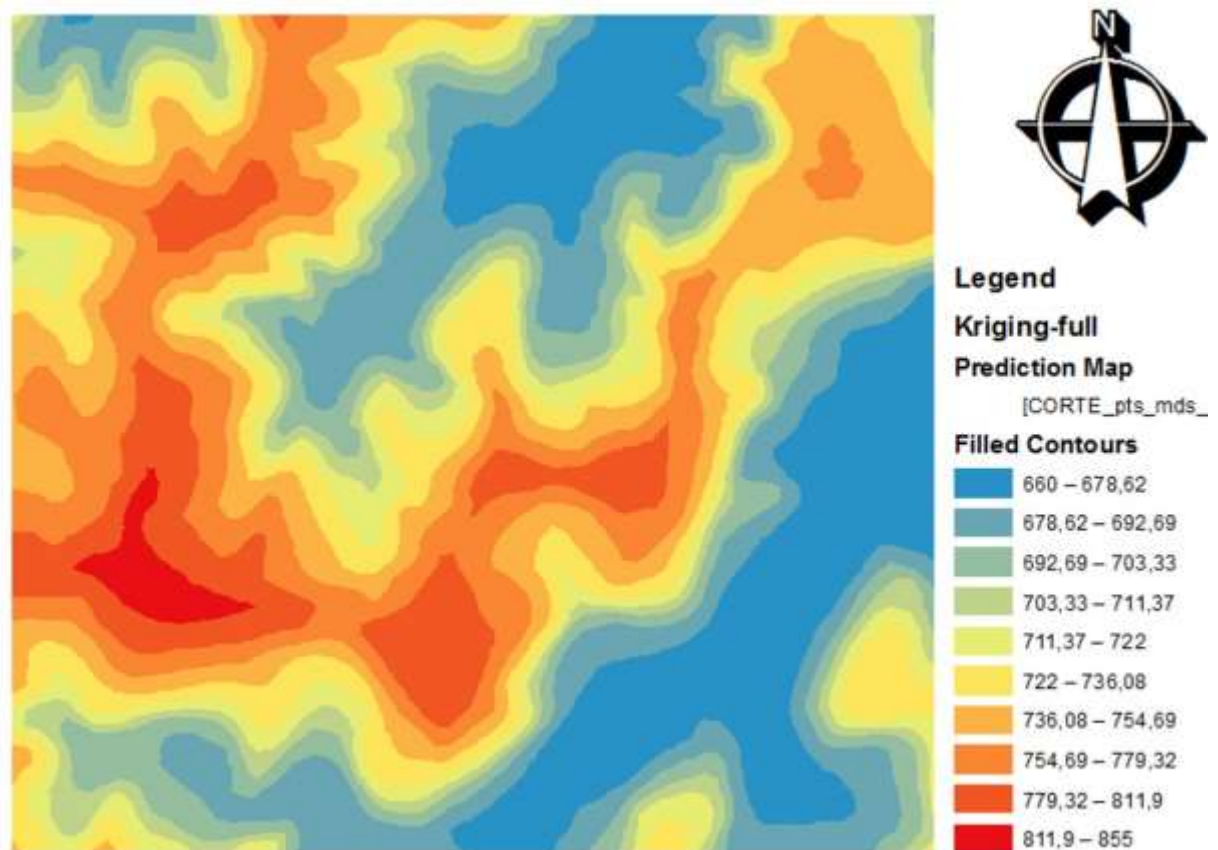 N
Legend
Kriging-full
Prediction Map
[CORTE_pts_mds_
Filled Contours
660 – 678,62
678,62 – 692,69
692,69 – 703,33
703,33 – 711,37
711,37 – 722
722 – 736,08
736,08 – 754,69
754,69 – 779,32
779,32 – 811,9
811,9 – 855